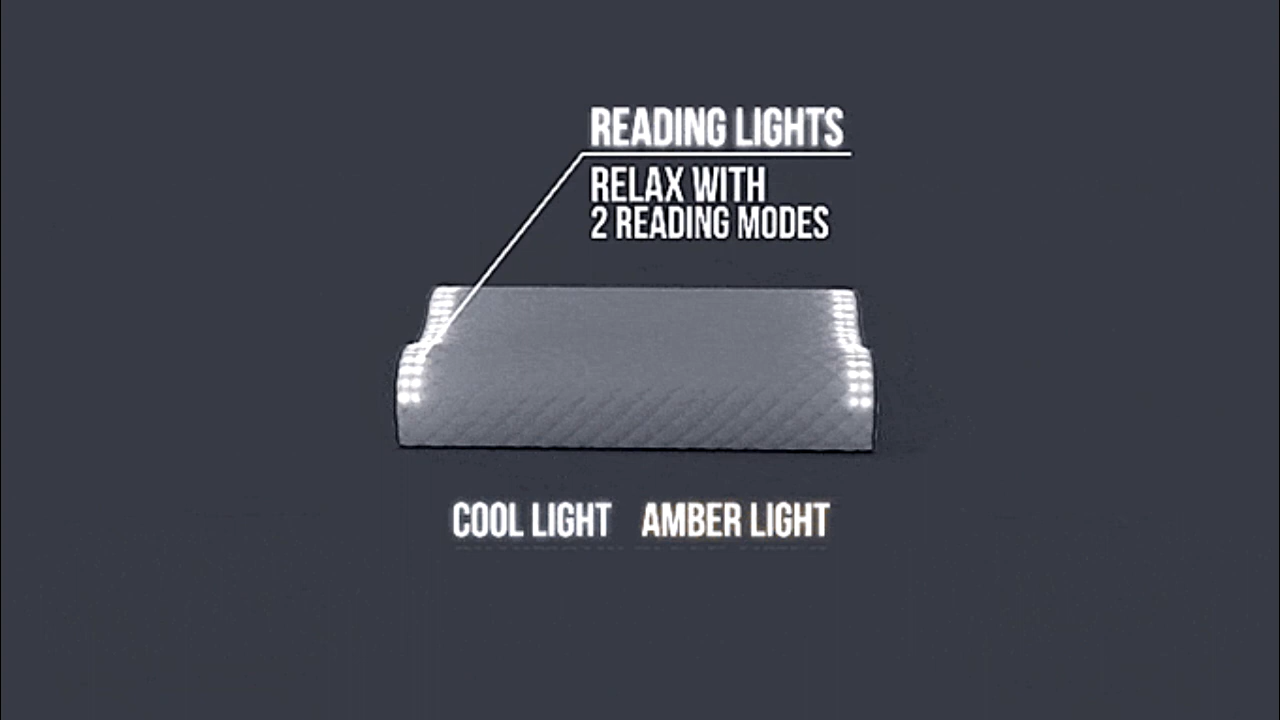 READING LIGHTS
RELAX WITH
2 READING MODES
COOL LIGHT AMBER LIGHT